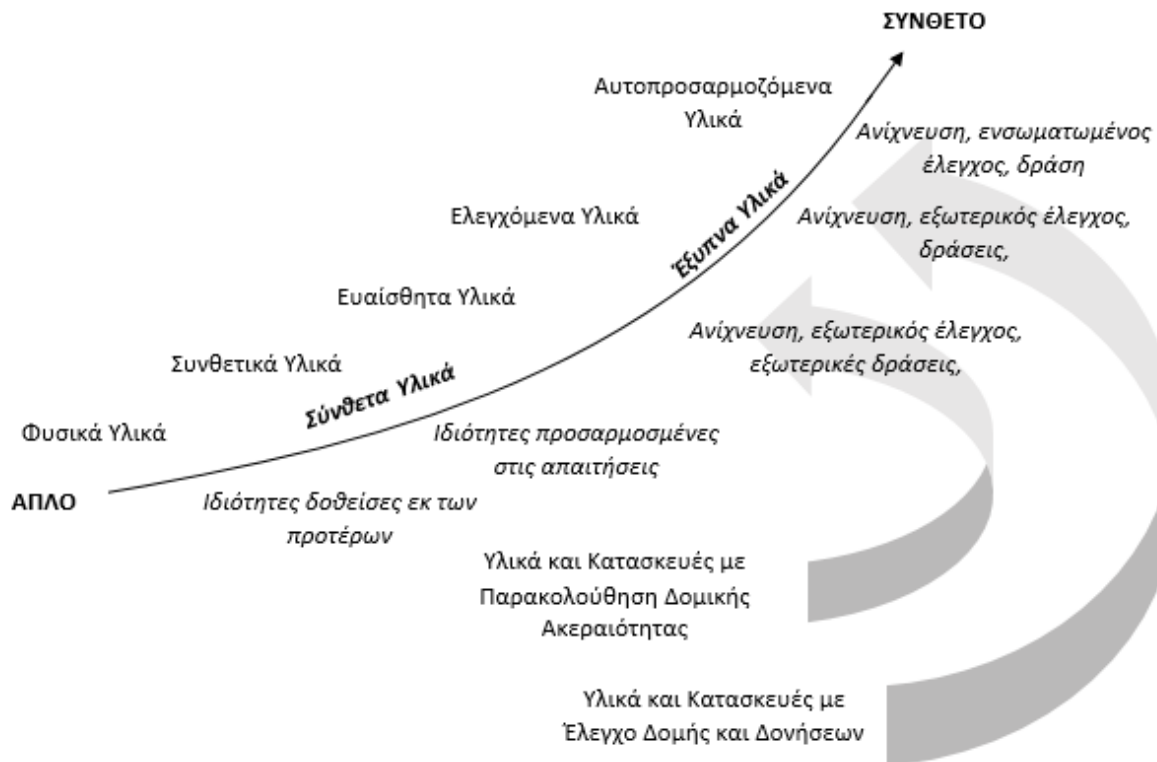 ΣΥΝΘΕΤΟ
Αυτοπροσαρμοζόμενα
Υλικά
Ανίχνευση, ενσωματωμένος
έλεγχος, δράση
Ελεγχόμενα Υλικά
Έξυπνα Υλικά
Ανίχνευση, εξωτερικός έλεγχος,
δράσεις,
Ευαίσθητα Υλικά
Ανίχνευση, εξωτερικός έλεγχος,
εξωτερικές δράσεις,
Συνθετικά Υλικά
Σύνθετα Υλικά
Φυσικά Υλικά
Ιδιότητες προσαρμοσμένες
στις απαιτήσεις
ΑΠΛΟ
Ιδιότητες δοθείσες εκ των
προτέρων
Υλικά και Κατασκευές με
Παρακολούθηση Δομικής
Ακεραιότητας
Υλικά και Κατασκευές με
Έλεγχο Δομής και Δονήσεων